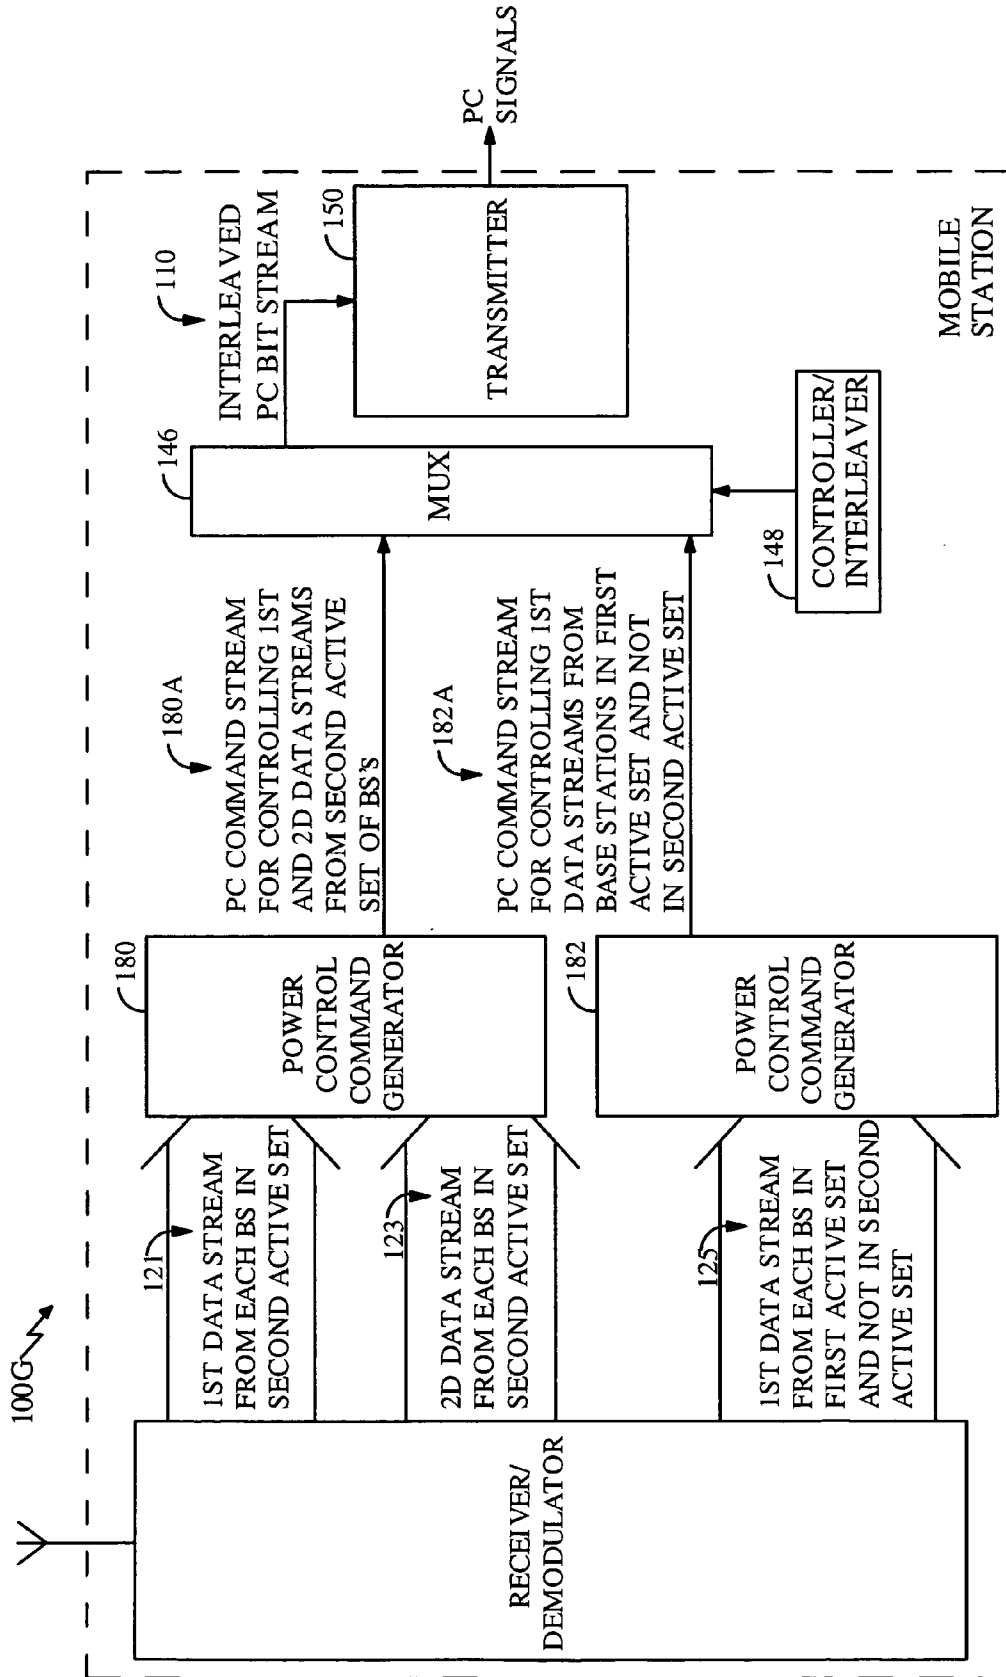 100G
RECEIVER/
DEMODULATOR
121
1ST DATA STREAM
FROM EACH BS IN
SECOND ACTIVE SET
123
2D DATA STREAM
FROM EACH BS IN
SECOND ACTIVE SET
125
1ST DATA STREAM
FROM EACH BS IN
FIRST ACTIVE SET
AND NOT IN SECOND
ACTIVE SET
180
POWER
CONTROL
COMMAND
GENERATOR
182
POWER
CONTROL
COMMAND
GENERATOR
180A
PC COMMAND STREAM
FOR CONTROLLING 1ST
AND 2D DATA STREAMS
FROM SECOND ACTIVE
SET OF BS's
182A
PC COMMAND STREAM
FOR CONTROLLING 1ST
DATA STREAMS FROM
BASE STATIONS IN FIRST
ACTIVE SET AND NOT
IN SECOND ACTIVE SET
146
MUX
148
CONTROLLER/
INTERLEAVER
110
INTERLEAVED
PC BIT STREAM
150
TRANSMITTER
PC
SIGNALS
MOBILE
STATION